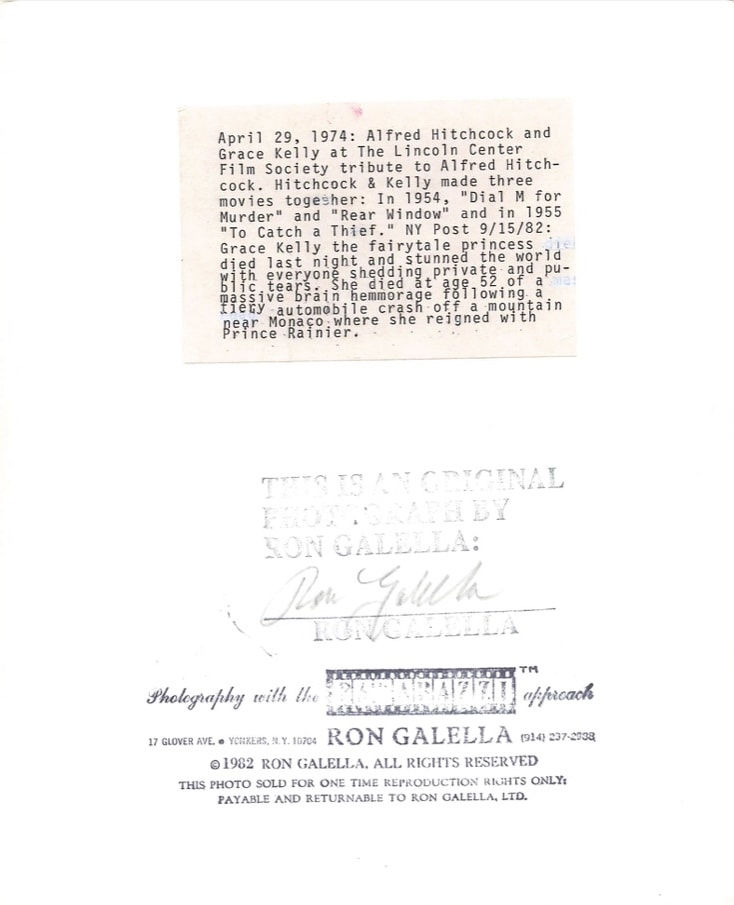 April 29, 1974: Alfred Hitchcock and
Grace Kelly at The Lincoln Center
Film Society tribute to Alfred Hitch-
cock. Hitchcock & Kelly made three
movies together: In 1954, "Dial M for
Murder" and "Rear Window" and in 1955
"To Catch a Thief." NY Post 9/15/82:
Grace Kelly the fairytale princess
died last night and stunned the world
with everyone shedding private and pu-
blic tears. She died at age 52 of a
massive brain hemmorage following a
fiery automobile crash off a mountain
near Monaco where she reigned with
Prince Rainier.
THIS IS AN ORIGINAL
PHOTOGRAPH BY
RON GALELLA:
Ron Galella
RON GALELLA
Photography with the PAPARAZZI ™ approach
17 GLOVER AVE. • YONKERS, N.Y. 10704 RON GALELLA (914) 237-2988
©1982 RON GALELLA, ALL RIGHTS RESERVED
THIS PHOTO SOLD FOR ONE TIME REPRODUCTION RIGHTS ONLY:
PAYABLE AND RETURNABLE TO RON GALELLA, LTD.